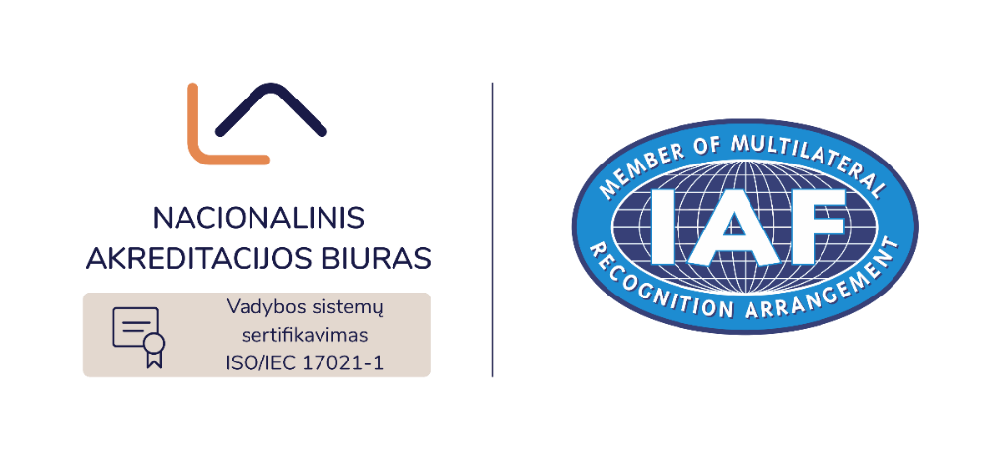 NACIONALINIS
AKREDITACIJOS BIURAS
Vadybos sistemų
sertifikavimas
ISO/IEC 17021-1
MEMBER OF MULTILATERAL
IAF
RECOGNITION ARRANGEMENT